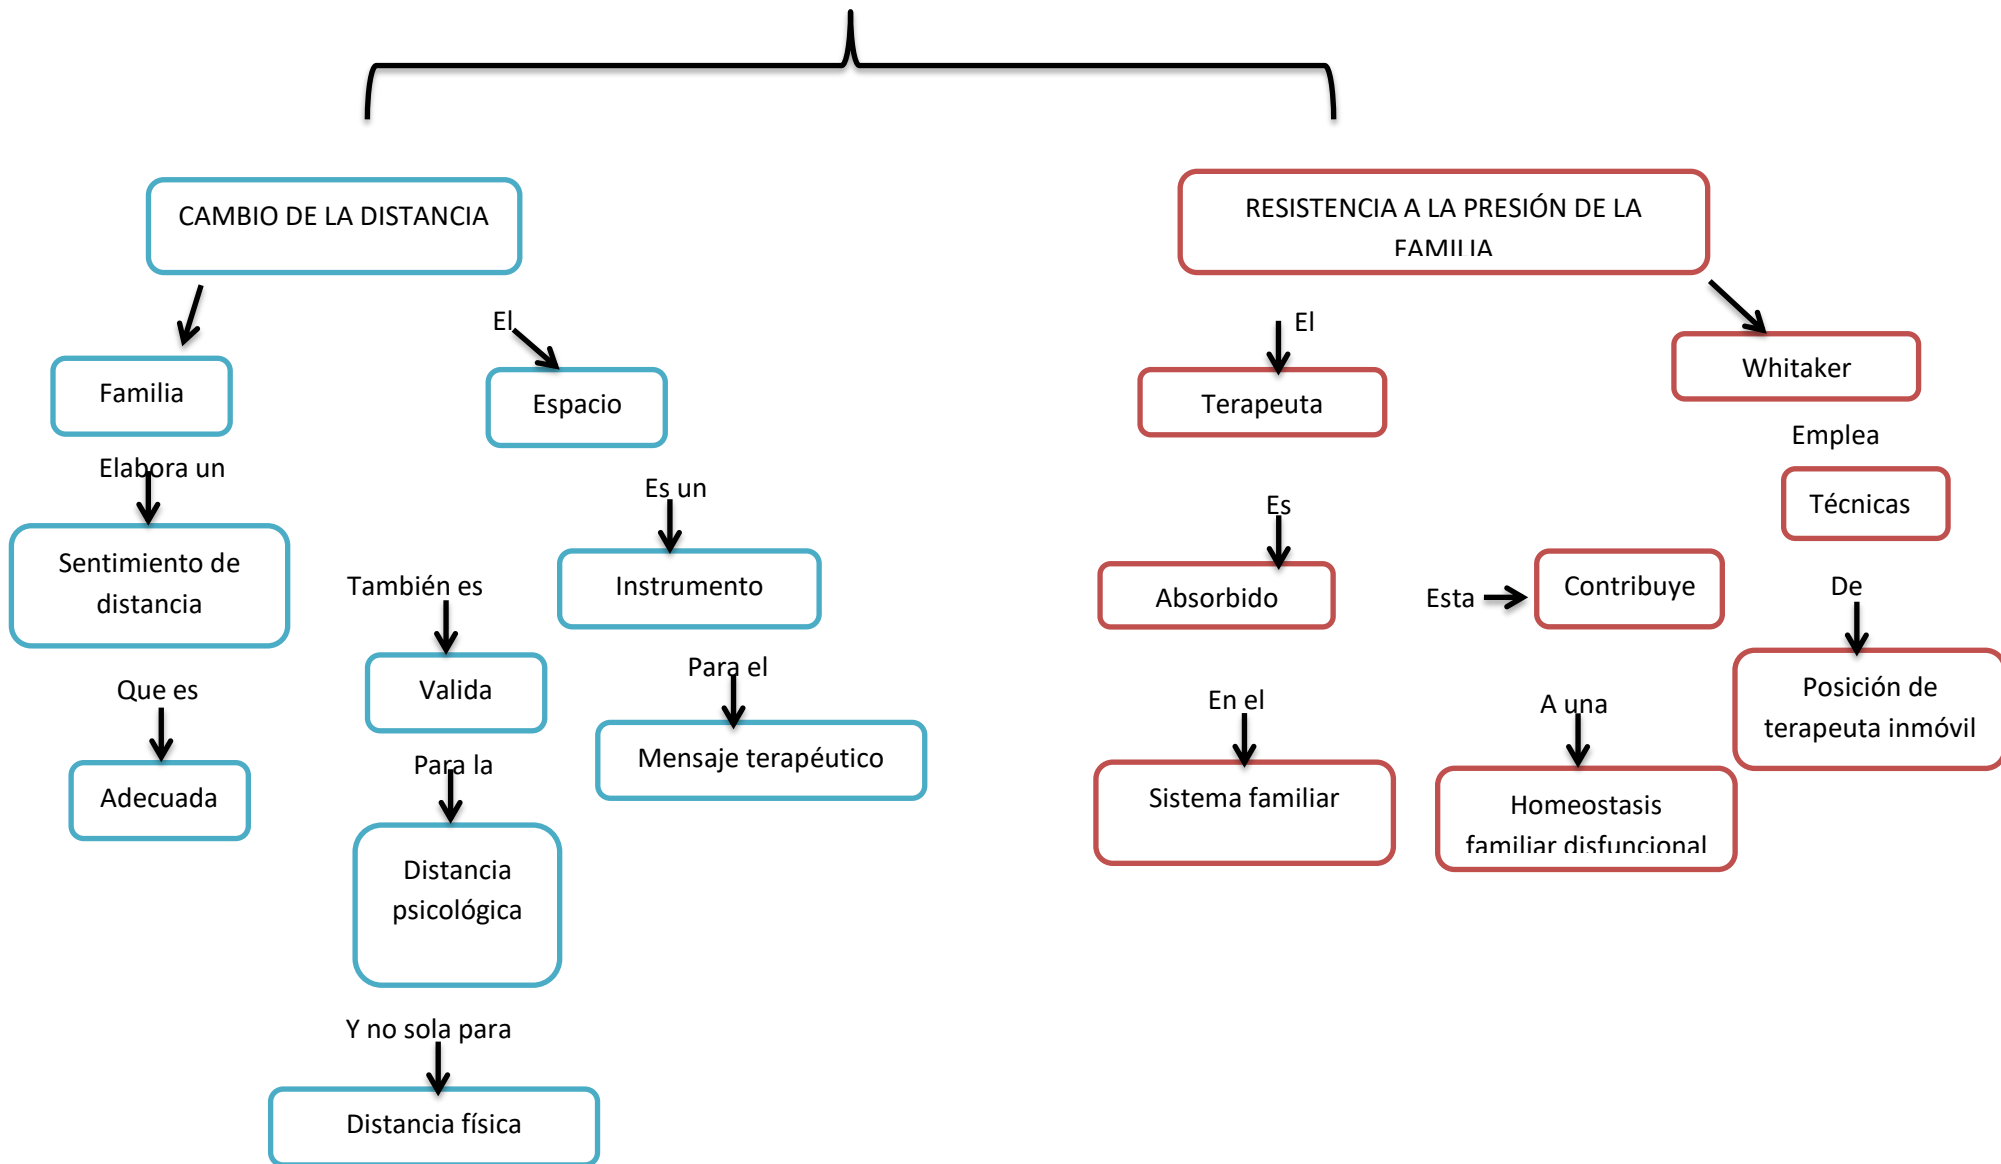 CAMBIO DE LA DISTANCIA
El
Familia
Espacio
Elabora un
Es un
Sentimiento de
distancia
También es
Instrumento
Que es
Valida
Para el
Adecuada
Para la
Mensaje terapéutico
Distancia
psicológica
Y no sola para
Distancia física
RESISTENCIA A LA PRESIÓN DE LA
FAMILIA
El
Terapeuta
Whitaker
Emplea
Es
Técnicas
Absorbido
Esta
Contribuye
De
En el
A una
Posición de
terapeuta inmóvil
Sistema familiar
Homeostasis
familiar disfuncional